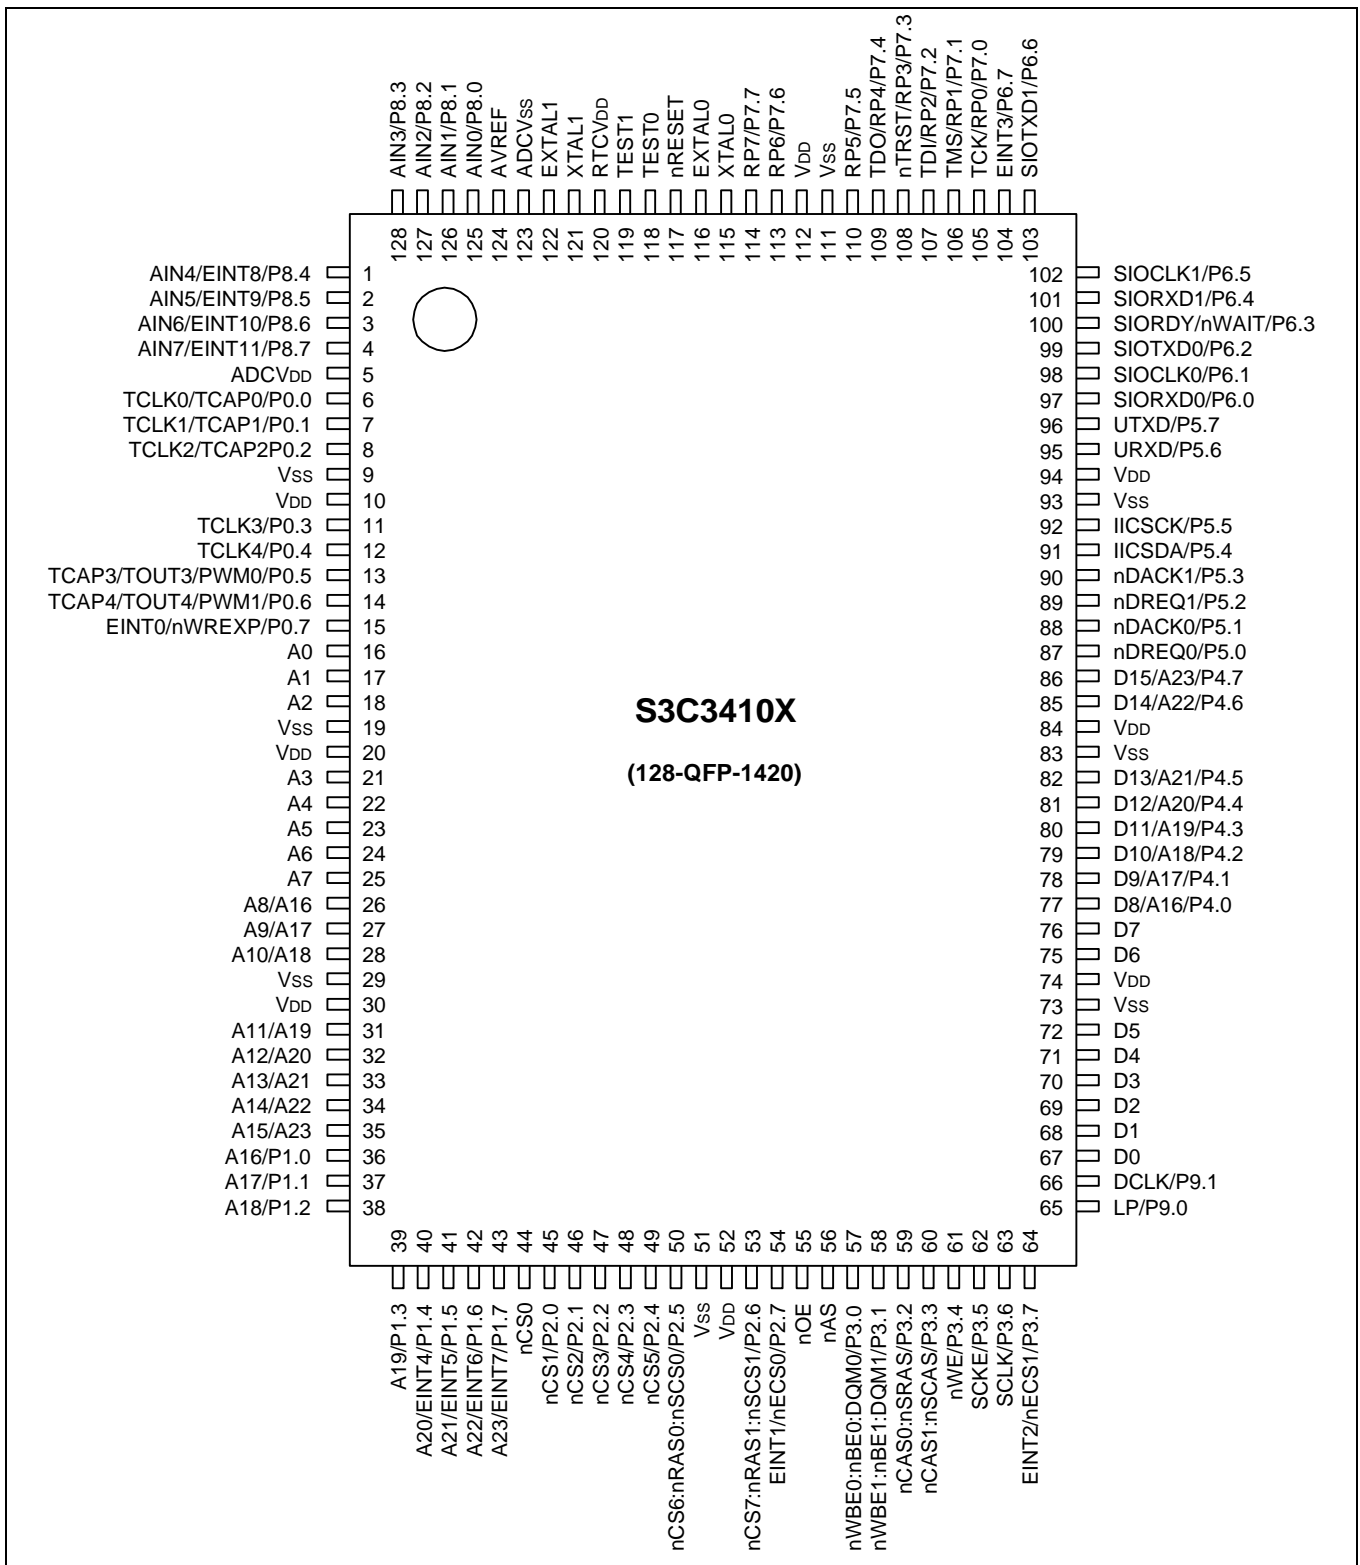 AIN3/P8.3
AIN2/P8.2
AIN1/P8.1
AIN0/P8.0
AVREF
ADCVSS
EXTAL1
XTAL1
RTCVDD
TEST1
TEST0
nRESET
EXTAL0
XTAL0
RP7/P7.7
RP6/P7.6
VDD
VSS
RP5/P7.5
TDO/RP4/P7.4
nTRST/RP3/P7.3
TDI/RP2/P7.2
TMS/RP1/P7.1
TCK/RP0/P7.0
EINT3/P6.7
SIOTXD1/P6.6
128
127
126
125
124
123
122
121
120
119
118
117
116
115
114
113
112
111
110
109
108
107
106
105
104
103
AIN4/EINT8/P8.4 1
AIN5/EINT9/P8.5 2
AIN6/EINT10/P8.6 3
AIN7/EINT11/P8.7 4
ADCVDD 5
TCLK0/TCAP0/P0.0 6
TCLK1/TCAP1/P0.1 7
TCLK2/TCAP2P0.2 8
VSS 9
VDD 10
TCLK3/P0.3 11
TCLK4/P0.4 12
TCAP3/TOUT3/PWM0/P0.5 13
TCAP4/TOUT4/PWM1/P0.6 14
EINT0/nWREXP/P0.7 15
A0 16
A1 17
A2 18
VSS 19
VDD 20
A3 21
A4 22
A5 23
A6 24
A7 25
A8/A16 26
A9/A17 27
A10/A18 28
VSS 29
VDD 30
A11/A19 31
A12/A20 32
A13/A21 33
A14/A22 34
A15/A23 35
A16/P1.0 36
A17/P1.1 37
A18/P1.2 38
S3C3410X
(128-QFP-1420)
102 SIOCLK1/P6.5
101 SIORXD1/P6.4
100 SIORDY/nWAIT/P6.3
99 SIOTXD0/P6.2
98 SIOCLK0/P6.1
97 SIORXD0/P6.0
96 UTXD/P5.7
95 URXD/P5.6
94 VDD
93 VSS
92 IICSCK/P5.5
91 IICSDA/P5.4
90 nDACK1/P5.3
89 nDREQ1/P5.2
88 nDACK0/P5.1
87 nDREQ0/P5.0
86 D15/A23/P4.7
85 D14/A22/P4.6
84 VDD
83 VSS
82 D13/A21/P4.5
81 D12/A20/P4.4
80 D11/A19/P4.3
79 D10/A18/P4.2
78 D9/A17/P4.1
77 D8/A16/P4.0
76 D7
75 D6
74 VDD
73 VSS
72 D5
71 D4
70 D3
69 D2
68 D1
67 D0
66 DCLK/P9.1
65 LP/P9.0
39
40
41
42
43
44
45
46
47
48
49
50
51
52
53
54
55
56
57
58
59
60
61
62
63
64
A19/P1.3
A20/EINT4/P1.4
A21/EINT5/P1.5
A22/EINT6/P1.6
A23/EINT7/P1.7
nCS0
nCS1/P2.0
nCS2/P2.1
nCS3/P2.2
nCS4/P2.3
nCS5/P2.4
nCS6:nRAS0:nSCS0/P2.5
VSS
VDD
nCS7:nRAS1:nSCS1/P2.6
EINT1/nECS0/P2.7
nOE
nAS
nWBE0:nBE0:DQM0/P3.0
nWBE1:nBE1:DQM1/P3.1
nCAS0:nSRAS/P3.2
nCAS1:nSCAS/P3.3
nWE/P3.4
SCKE/P3.5
SCLK/P3.6
EINT2/nECS1/P3.7